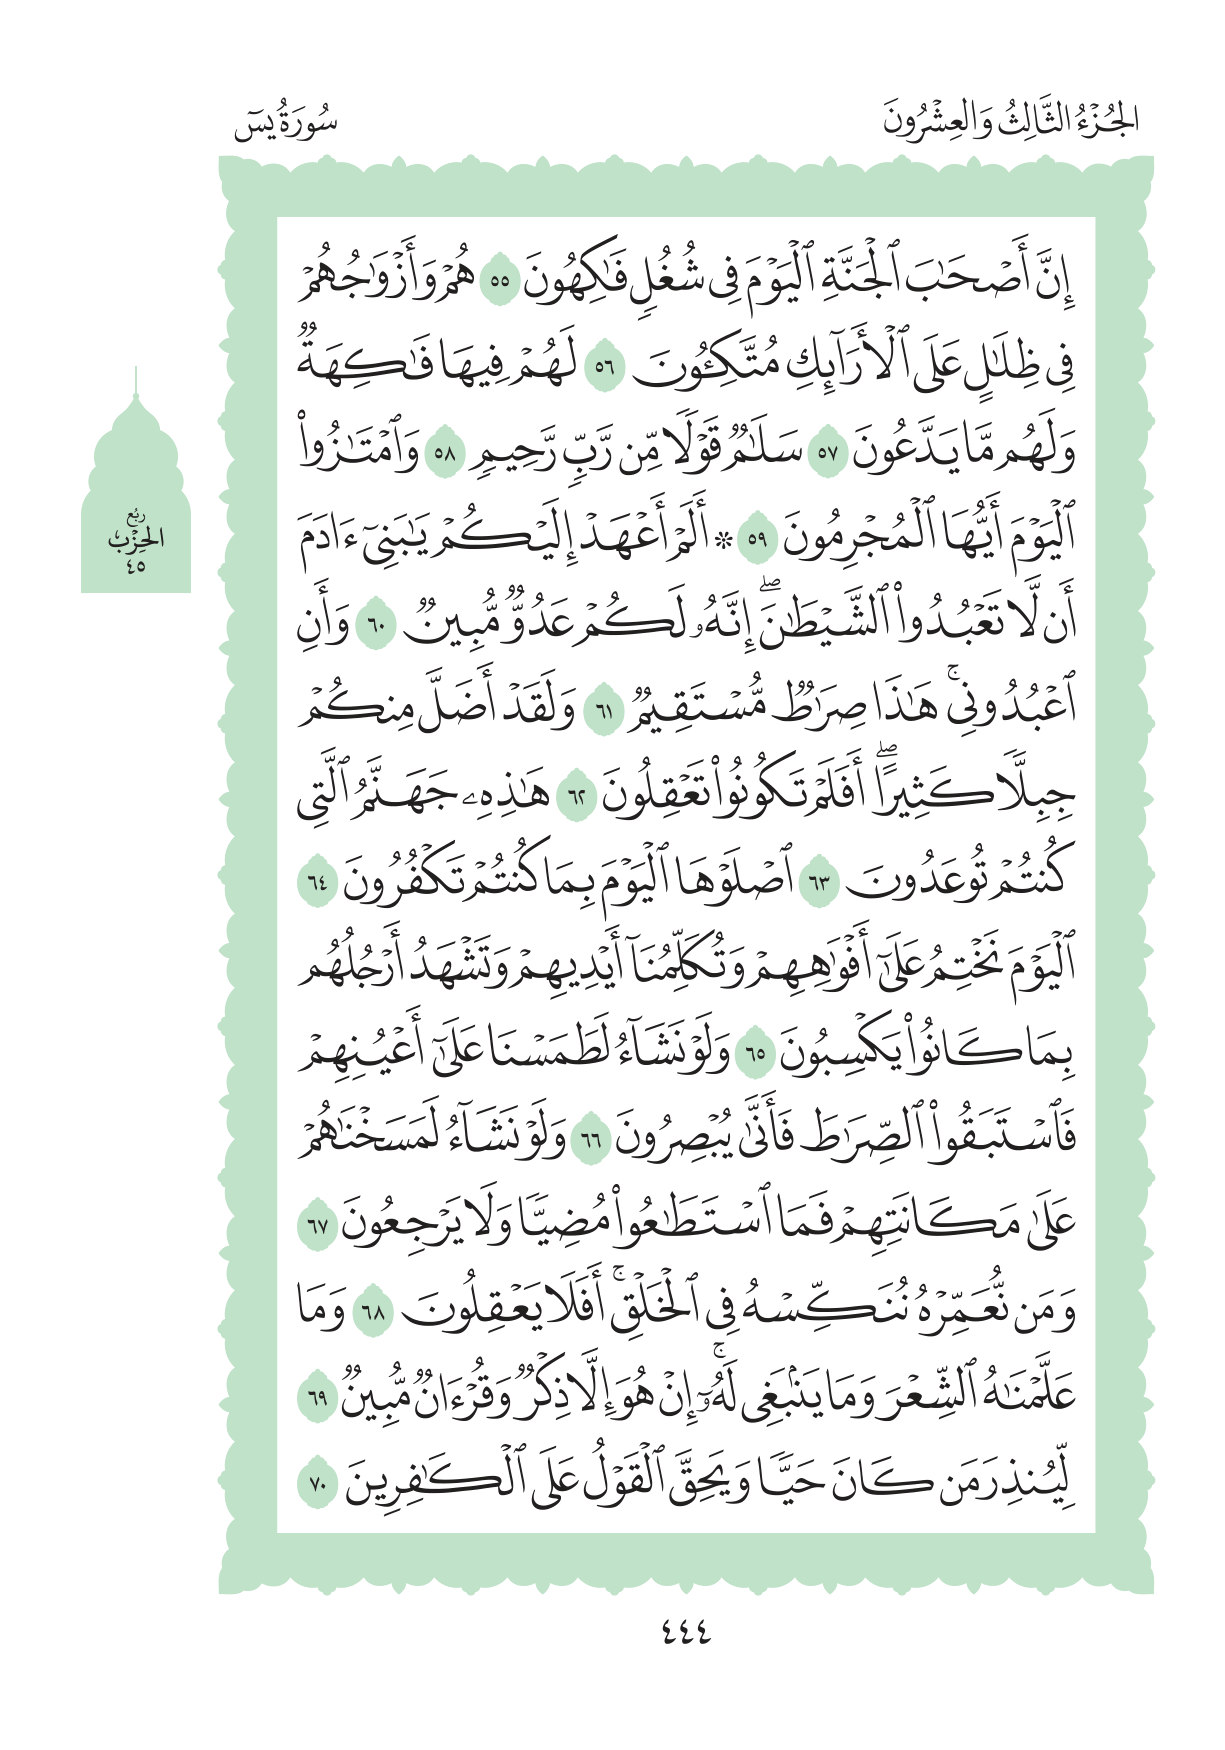 الجُزْءُ الثَّالِثُ وَالعِشْرُونَ
سُورَةُ يسٓ
إِنَّ أَصْحَٰبَ ٱلْجَنَّةِ ٱلْيَوْمَ فِى شُغُلٍ فَٰكِهُونَ ٥٥ هُمْ وَأَزْوَٰجُهُمْ
فِى ظِلَٰلٍ عَلَى ٱلْأَرَآئِكِ مُتَّكِـُٔونَ ٥٦ لَهُمْ فِيهَا فَٰكِهَةٌ
وَلَهُم مَّا يَدَّعُونَ ٥٧ سَلَٰمٌ قَوْلًا مِّن رَّبٍّ رَّحِيمٍ ٥٨ وَٱمْتَٰزُوا۟
ٱلْيَوْمَ أَيُّهَا ٱلْمُجْرِمُونَ ٥٩ ۞ أَلَمْ أَعْهَدْ إِلَيْكُمْ يَٰبَنِىٓ ءَادَمَ
أَن لَّا تَعْبُدُوا۟ ٱلشَّيْطَٰنَ ۖ إِنَّهُۥ لَكُمْ عَدُوٌّ مُّبِينٌ ٦٠ وَأَنِ
ٱعْبُدُونِى ۚ هَٰذَا صِرَٰطٌ مُّسْتَقِيمٌ ٦١ وَلَقَدْ أَضَلَّ مِنكُمْ
جِبِلًّا كَثِيرًا ۖ أَفَلَمْ تَكُونُوا۟ تَعْقِلُونَ ٦٢ هَٰذِهِۦ جَهَنَّمُ ٱلَّتِى
كُنتُمْ تُوعَدُونَ ٦٣ ٱصْلَوْهَا ٱلْيَوْمَ بِمَا كُنتُمْ تَكْفُرُونَ ٦٤
ٱلْيَوْمَ نَخْتِمُ عَلَىٰٓ أَفْوَٰهِهِمْ وَتُكَلِّمُنَآ أَيْدِيهِمْ وَتَشْهَدُ أَرْجُلُهُم
بِمَا كَانُوا۟ يَكْسِبُونَ ٦٥ وَلَوْ نَشَآءُ لَطَمَسْنَا عَلَىٰٓ أَعْيُنِهِمْ
فَٱسْتَبَقُوا۟ ٱلصِّرَٰطَ فَأَنَّىٰ يُبْصِرُونَ ٦٦ وَلَوْ نَشَآءُ لَمَسَخْنَٰهُمْ
عَلَىٰ مَكَانَتِهِمْ فَمَا ٱسْتَطَٰعُوا۟ مُضِيًّا وَلَا يَرْجِعُونَ ٦٧
وَمَن نُّعَمِّرْهُ نُنَكِّسْهُ فِى ٱلْخَلْقِ ۚ أَفَلَا يَعْقِلُونَ ٦٨ وَمَا
عَلَّمْنَٰهُ ٱلشِّعْرَ وَمَا يَنۢبَغِى لَهُۥٓ ۚ إِنْ هُوَ إِلَّا ذِكْرٌ وَقُرْءَانٌ مُّبِينٌ ٦٩
لِّيُنذِرَ مَن كَانَ حَيًّا وَيَحِقَّ ٱلْقَوْلُ عَلَى ٱلْكَٰفِرِينَ ٧٠
رُبُع
الحِزْب
٤٥
٤٤٤